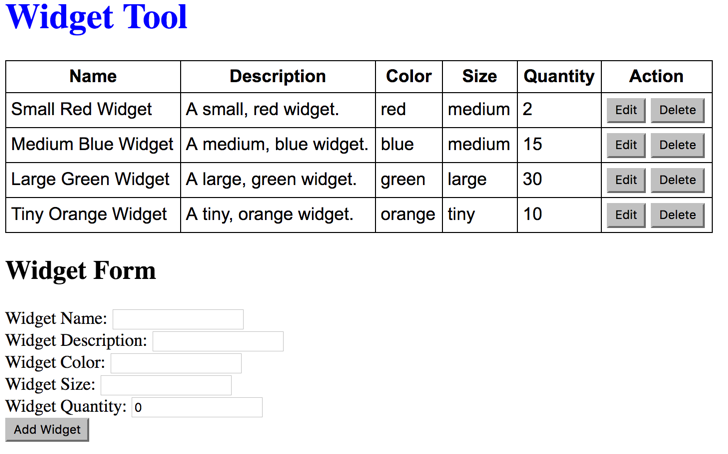 Widget Tool
Name Description Color Size Quantity Action
Small Red Widget A small, red widget. red medium 2 Edit Delete
Medium Blue Widget A medium, blue widget. blue medium 15 Edit Delete
Large Green Widget A large, green widget. green large 30 Edit Delete
Tiny Orange Widget A tiny, orange widget. orange tiny 10 Edit Delete
Widget Form
Widget Name:
Widget Description:
Widget Color:
Widget Size:
Widget Quantity: 0
Add Widget